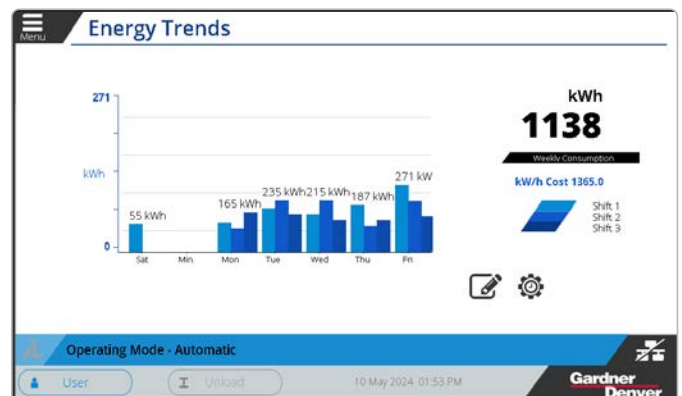 Menu
Energy Trends
271
kWh
0
55 kWh
165 kWh
235 kWh
215 kWh
187 kWh
271 kW
Sat
Min.
Mon
Tue
Wed
Thu
Fri
kWh
1138
Weekly Consumption
kW/h Cost 1365.0
Shift 1
Shift 2
Shift 3
Operating Mode - Automatic
User
Unload
10 May 2024 01:53 PM
Gardner
Denver